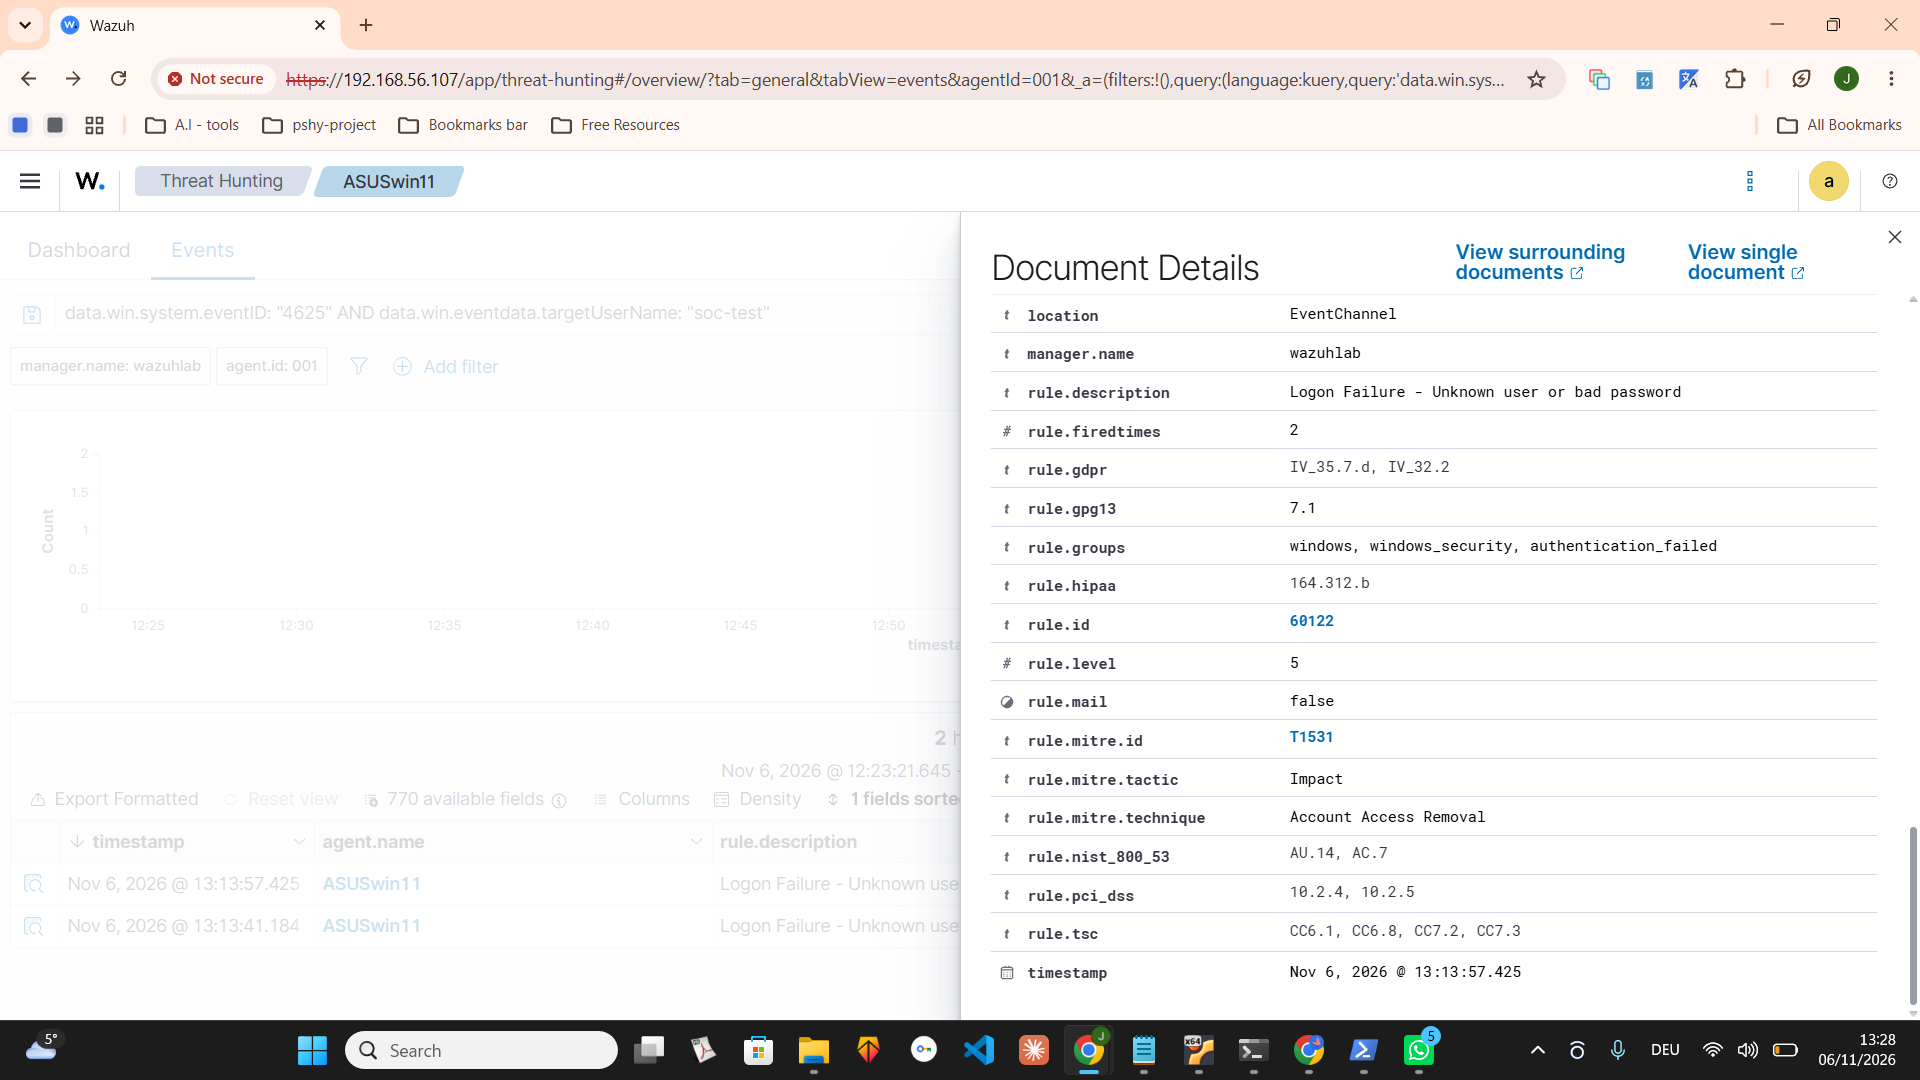 Wazuh
Not secure
https://192.168.56.107/app/threat-hunting#/overview/?tab=general&tabView=events&agentId=001&_a=(filters:!(),query:(language:kuery,query:'data.win.sys...
J
A.I - tools
pshy-project
Bookmarks bar
Free Resources
All Bookmarks
W.
Threat Hunting
ASUSwin11
a
Dashboard
Events
data.win.system.eventID: "4625" AND data.win.eventdata.targetUserName: "soc-test"
manager.name: wazuhlab
agent.id: 001
Add filter
2
1.5
1
0.5
0
Count
12:25
12:30
12:35
12:40
12:45
12:50
timesta
2 h
Nov 6, 2026 @ 12:23:21.645 -
Export Formatted
Reset view
770 available fields
Columns
Density
1 fields sorte
timestamp
agent.name
rule.description
Nov 6, 2026 @ 13:13:57.425 ASUSwin11 Logon Failure - Unknown use
Nov 6, 2026 @ 13:13:41.184 ASUSwin11 Logon Failure - Unknown use
Document Details
View surrounding
documents
View single
document
t location EventChannel
t manager.name wazuhlab
t rule.description Logon Failure - Unknown user or bad password
# rule.firedtimes 2
t rule.gdpr IV_35.7.d, IV_32.2
t rule.gpg13 7.1
t rule.groups windows, windows_security, authentication_failed
t rule.hipaa 164.312.b
t rule.id 60122
# rule.level 5
rule.mail false
t rule.mitre.id T1531
t rule.mitre.tactic Impact
t rule.mitre.technique Account Access Removal
t rule.nist_800_53 AU.14, AC.7
t rule.pci_dss 10.2.4, 10.2.5
t rule.tsc CC6.1, CC6.8, CC7.2, CC7.3
timestamp Nov 6, 2026 @ 13:13:57.425
5°
Search
J
x64
5
DEU
13:28
06/11/2026